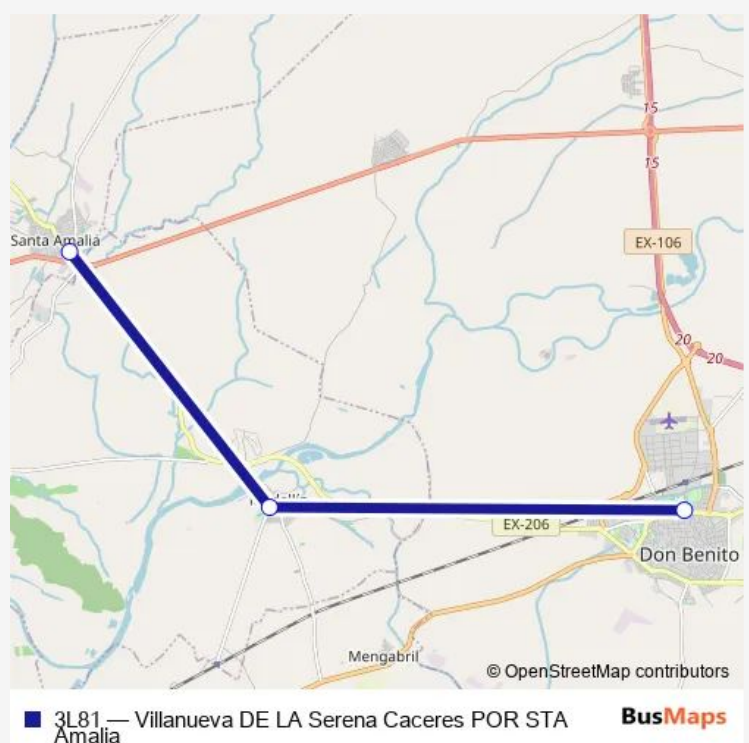 15
15
Santa Amalia
EX-106
20
20
EX-206
Don Benito
Mengabril
© OpenStreetMap contributors
3L81 — Villanueva DE LA Serena Caceres POR STA
Amalia
BusMaps